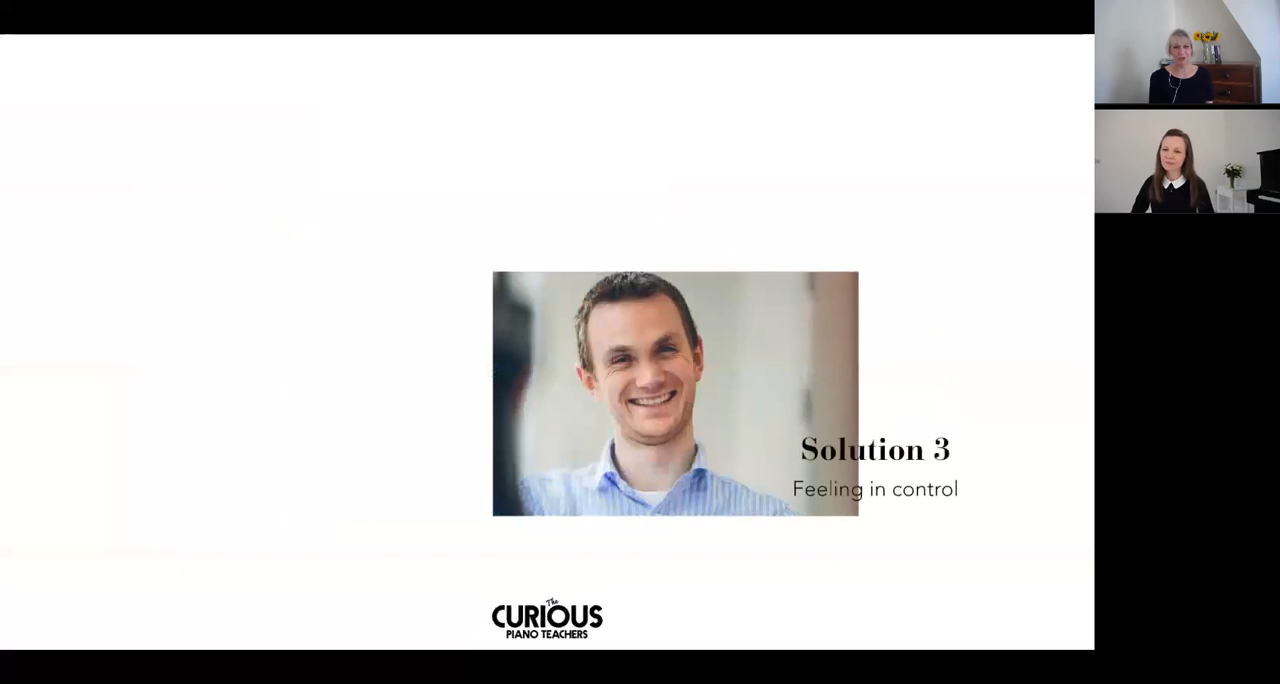 Solution 3
Feeling in control
The
CURIOUS
PIANO TEACHERS